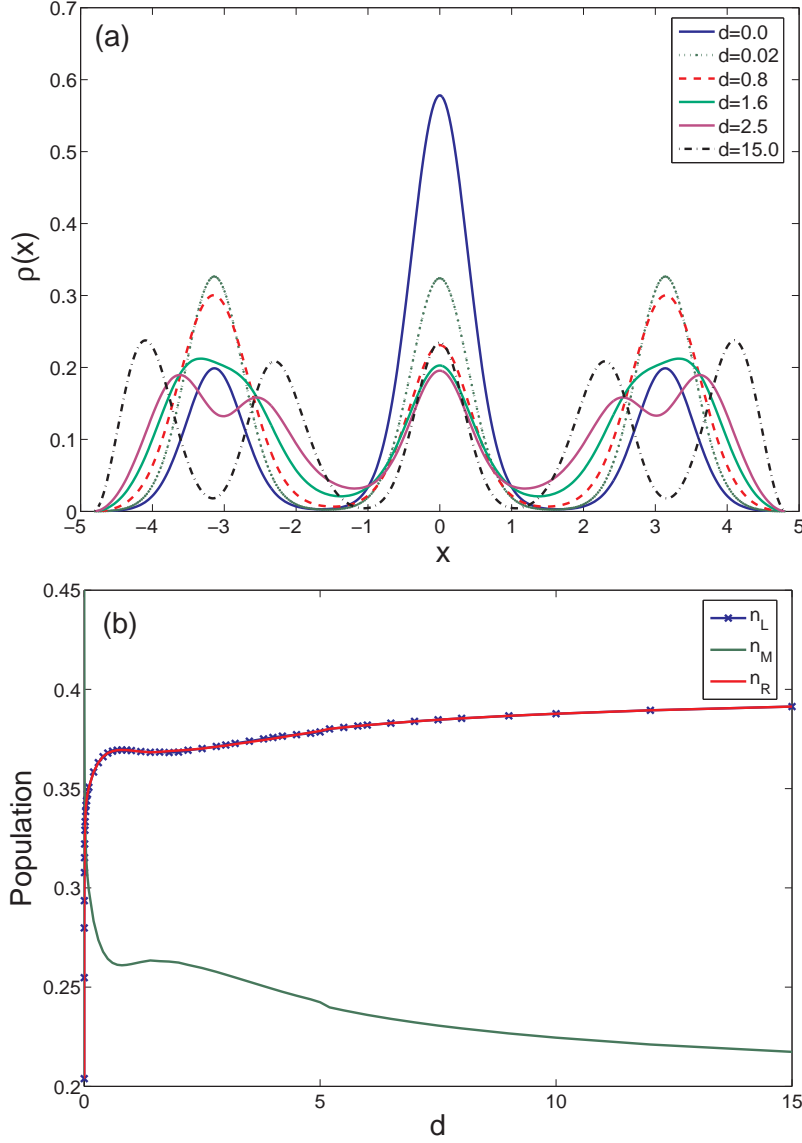 (a)
d=0.0
d=0.02
d=0.8
d=1.6
d=2.5
d=15.0
0.7
0.6
0.5
0.4
0.3
0.2
0.1
0
ρ(x)
−5 −4 −3 −2 −1 0 1 2 3 4 5
x
(b)
n_L
n_M
n_R
0.45
0.4
0.35
0.3
0.25
0.2
Population
0 5 10 15
d